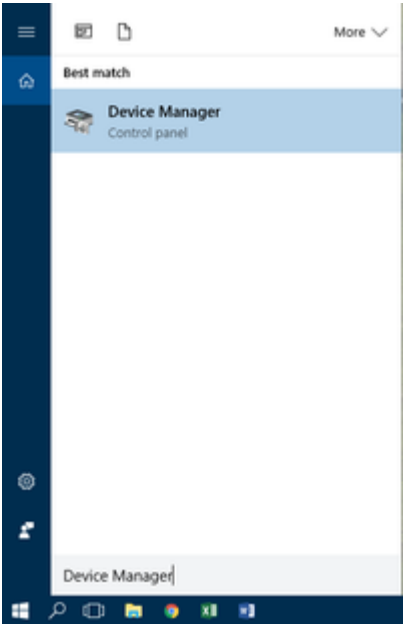 More
Best match
Device Manager
Control panel
Device Manager